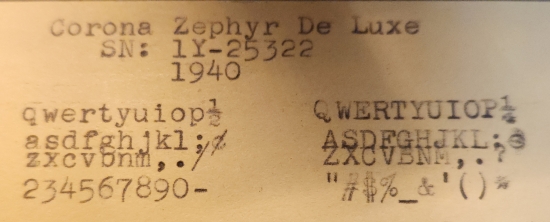 Corona Zephyr De Luxe
SN: 1Y-25322
1940
qwertyuiop½ QWERTYUIOP¼
asdfghjkl;¢ ASDFGHJKL:@
zxcvbnm,./ ZXCVBNM,.?
234567890- "#$%_&'()*